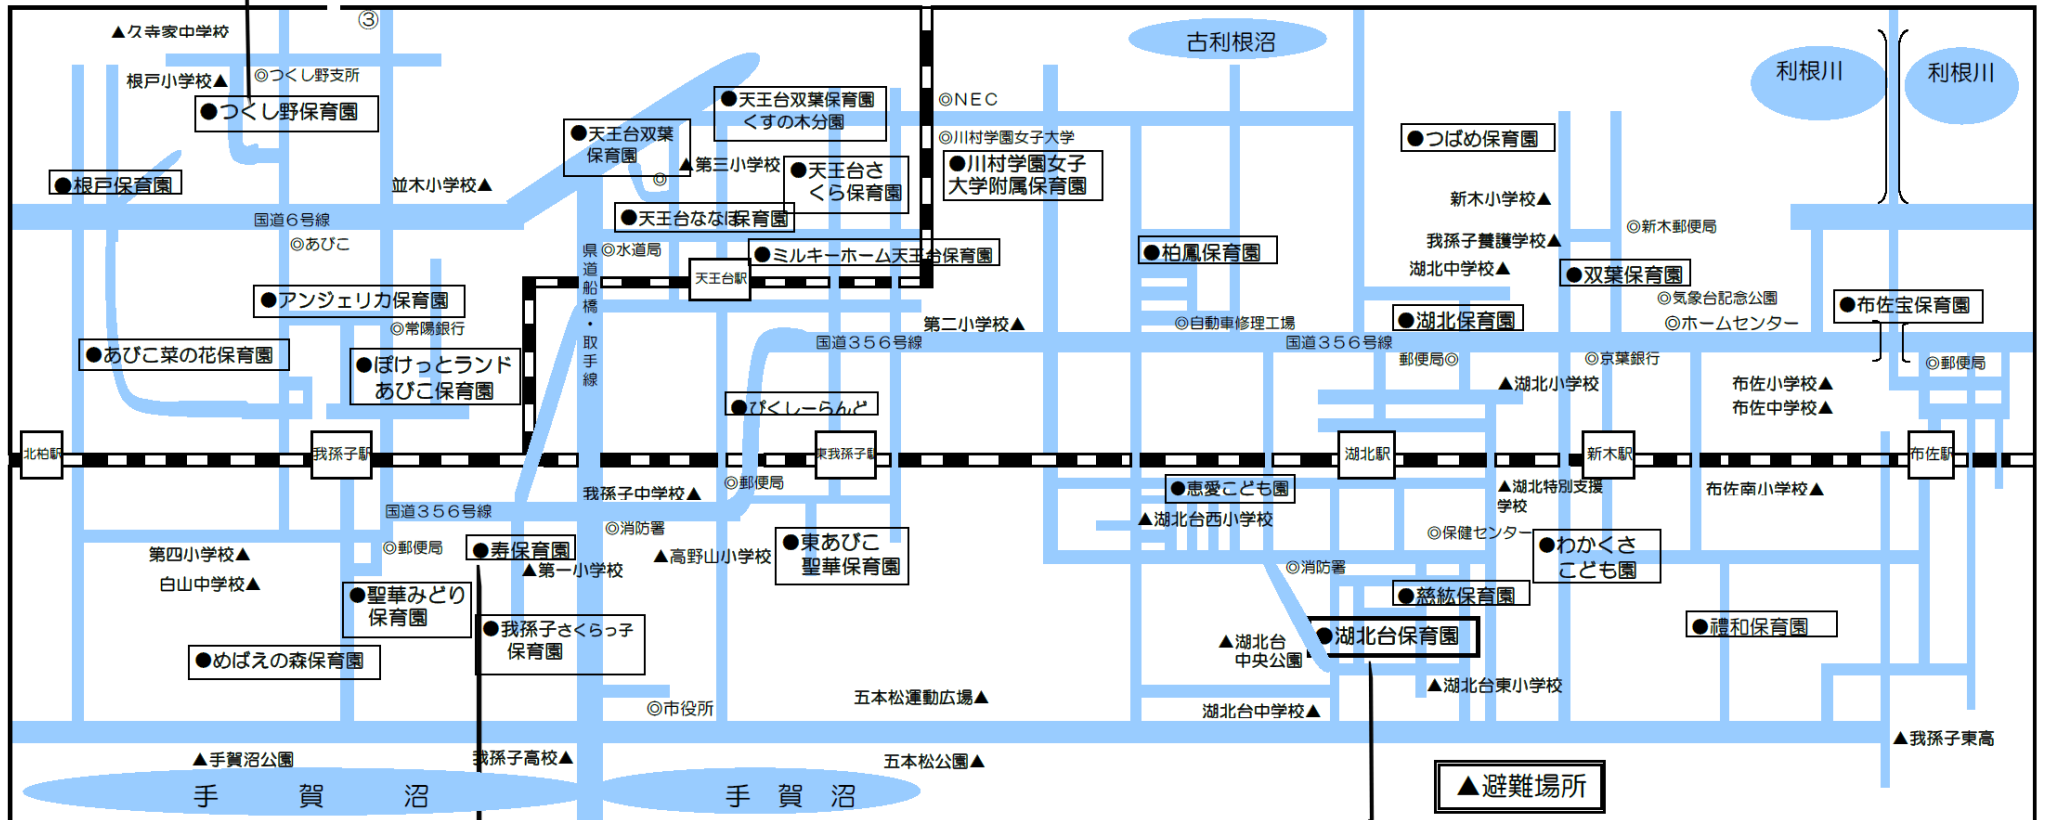 ③
▲久寺家中学校
根戸小学校▲
◎つくし野支所
●つくし野保育園
●根戸保育園
並木小学校▲
国道6号線
◎あびこ
●アンジェリカ保育園
◎常陽銀行
●あびこ菜の花保育園
●ぽけっとランド
あびこ保育園
北柏駅
我孫子駅
●天王台双葉
保育園
●天王台双葉保育園
くすの木分園
▲第三小学校
◎
●天王台さ
くら保育園
●天王台ななほ保育園
県道船橋・取手線
◎水道局
●ミルキーホーム天王台保育園
天王台駅
◎NEC
◎川村学園女子大学
●川村学園女子
大学附属保育園
古利根沼
利根川
利根川
●つばめ保育園
新木小学校▲
◎新木郵便局
我孫子養護学校▲
湖北中学校▲
●双葉保育園
●柏鳳保育園
◎気象台記念公園
◎ホームセンター
●布佐宝保育園
第二小学校▲
◎自動車修理工場
●湖北保育園
国道356号線
国道356号線
郵便局◎
◎京葉銀行
◎郵便局
▲湖北小学校
布佐小学校▲
布佐中学校▲
●ぴくしーらんど
東我孫子駅
湖北駅
新木駅
布佐駅
◎郵便局
我孫子中学校▲
国道356号線
◎消防署
●恵愛こども園
▲湖北台西小学校
▲湖北特別支援
学校
布佐南小学校▲
◎保健センター
●わかくさ
こども園
第四小学校▲
◎郵便局
白山中学校▲
●寿保育園
▲第一小学校
▲高野山小学校
●東あびこ
聖華保育園
◎消防署
●慈紘保育園
●聖華みどり
保育園
●我孫子さくらっ子
保育園
●めばえの森保育園
▲湖北台
中央公園
●湖北台保育園
●禮和保育園
▲湖北台東小学校
◎市役所
五本松運動広場▲
湖北台中学校▲
▲手賀沼公園
我孫子高校▲
五本松公園▲
▲我孫子東高
手賀沼
手賀沼
▲避難場所